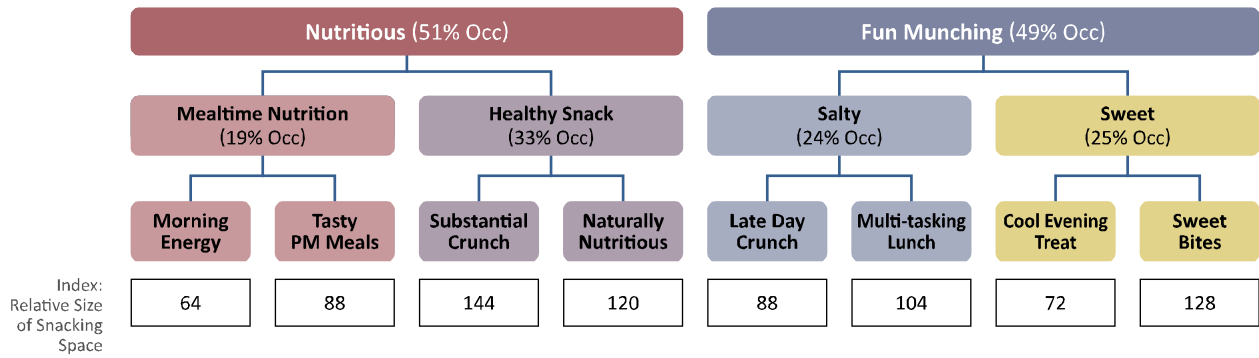 Nutritious (51% Occ)
Fun Munching (49% Occ)
Mealtime Nutrition
(19% Occ)
Healthy Snack
(33% Occ)
Salty
(24% Occ)
Sweet
(25% Occ)
Morning
Energy
Tasty
PM Meals
Substantial
Crunch
Naturally
Nutritious
Late Day
Crunch
Multi-tasking
Lunch
Cool Evening
Treat
Sweet
Bites
Index:
Relative Size
of Snacking
Space
64
88
144
120
88
104
72
128